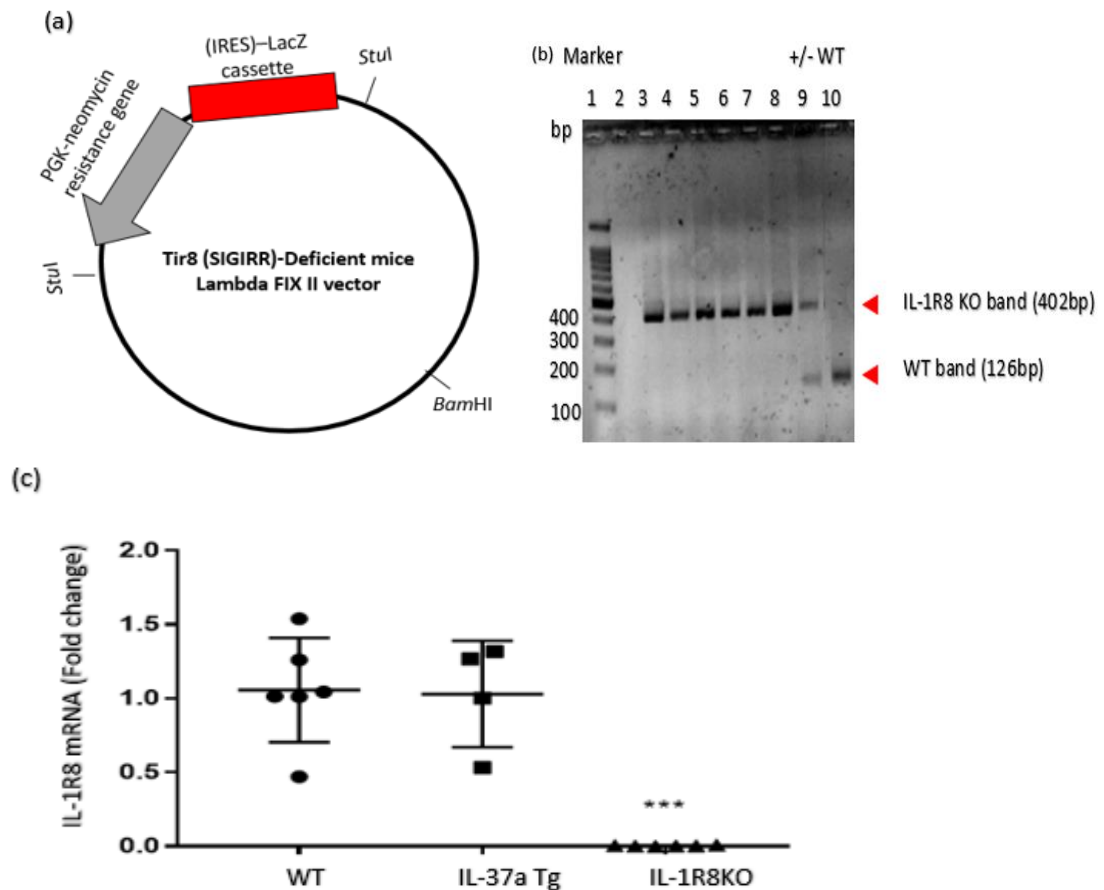 (a)
(IRES)–LacZ
cassette
StuI
PGK-neomycin
resistance gene
Tir8 (SIGIRR)-Deficient mice
Lambda FIX II vector
StuI
BamHI
(b) Marker +/- WT
1 2 3 4 5 6 7 8 9 10
bp
400
300
200
100
IL-1R8 KO band (402bp)
WT band (126bp)
(c)
IL-1R8 mRNA (Fold change)
2.0
1.5
1.0
0.5
0.0
***
WT IL-37a Tg IL-1R8KO